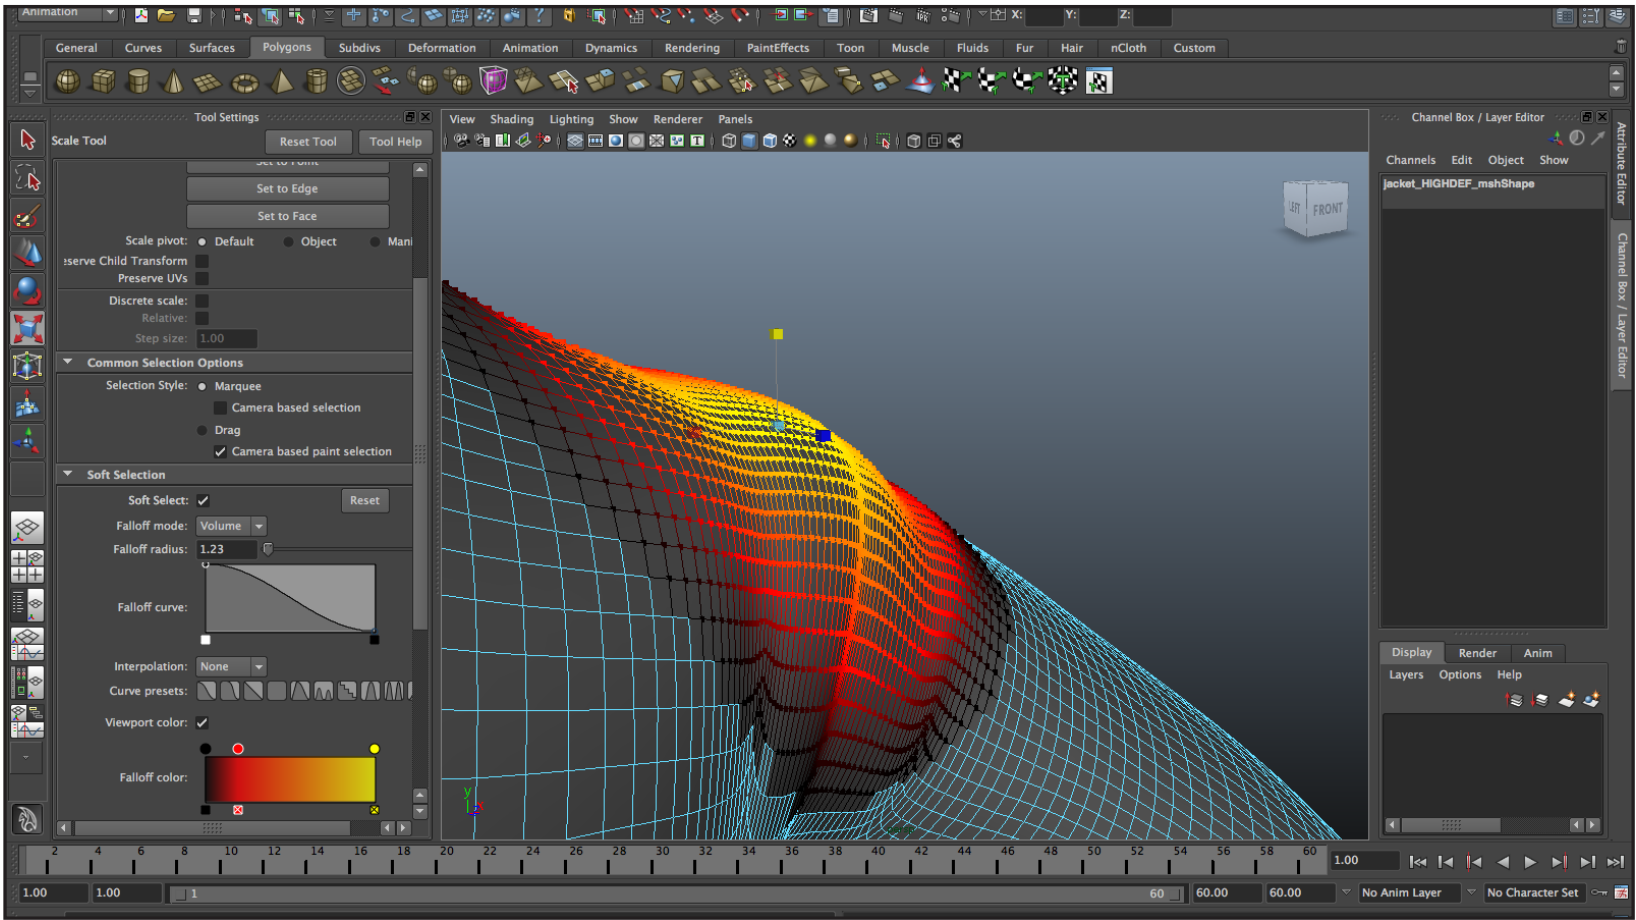 Animation
X:
Y:
Z:
General Curves Surfaces Polygons Subdivs Deformation Animation Dynamics Rendering PaintEffects Toon Muscle Fluids Fur Hair nCloth Custom
Tool Settings
Scale Tool
Reset Tool
Tool Help
Set to Point
Set to Edge
Set to Face
Scale pivot: Default Object Mani
eserve Child Transform
Preserve UVs
Discrete scale:
Relative:
Step size: 1.00
Common Selection Options
Selection Style: Marquee
Camera based selection
Drag
Camera based paint selection
Soft Selection
Soft Select:
Reset
Falloff mode: Volume
Falloff radius: 1.23
Falloff curve:
Interpolation: None
Curve presets:
Viewport color:
Falloff color:
View Shading Lighting Show Renderer Panels
IPR
LEFT
FRONT
y
Channel Box / Layer Editor
Channels Edit Object Show
jacket_HIGHDEF_mshShape
Attribute Editor
Channel Box / Layer Editor
Display Render Anim
Layers Options Help
2 4 6 8 10 12 14 16 18 20 22 24 26 28 30 32 34 36 38 40 42 44 46 48 50 52 54 56 58 60
1.00
1.00
1.00
1
60
60.00
60.00
No Anim Layer
No Character Set